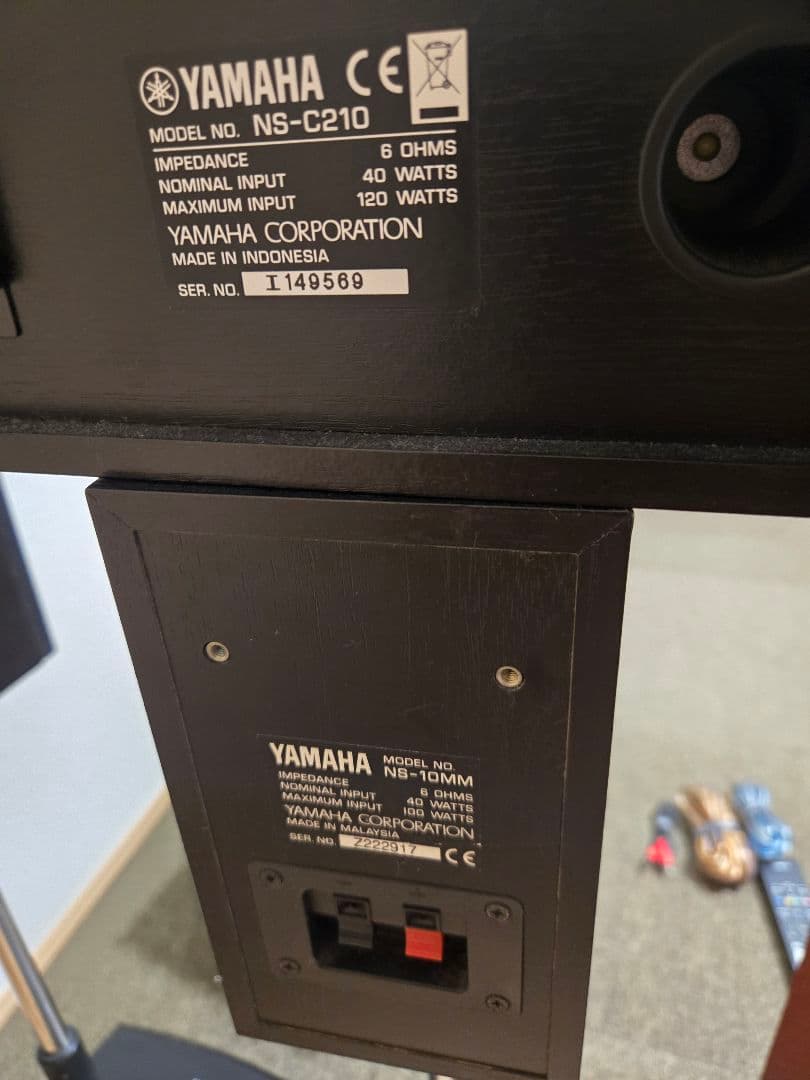 YAMAHA CE
MODEL NO. NS-C210
IMPEDANCE 6 OHMS
NOMINAL INPUT 40 WATTS
MAXIMUM INPUT 120 WATTS
YAMAHA CORPORATION
MADE IN INDONESIA
SER. NO. I149569
YAMAHA MODEL NO.
NS-10MM
IMPEDANCE 6 OHMS
NOMINAL INPUT 40 WATTS
MAXIMUM INPUT 100 WATTS
YAMAHA CORPORATION
MADE IN MALAYSIA
SER. NO. Z222917 CE
- +